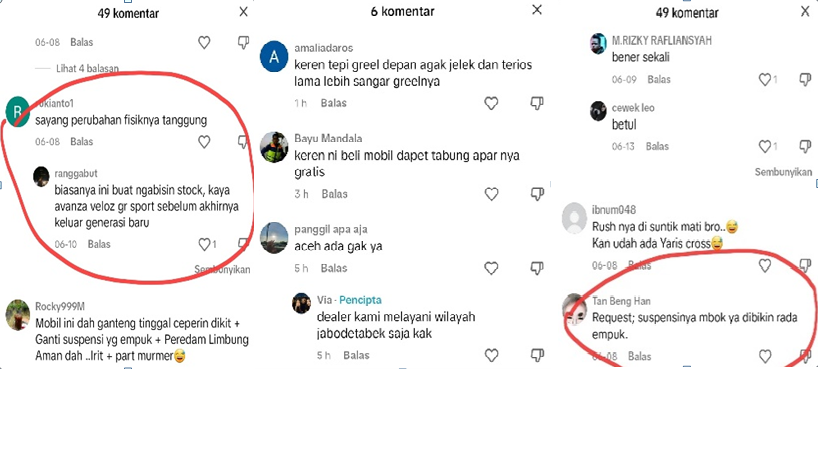 49 komentar
06-08 Balas
Lihat 4 balasan
sayang perubahan fisiknya tanggung
06-08 Balas
ranggabut
biasanya ini buat ngabisin stock, kaya
avanza veloz gr sport sebelum akhirnya
keluar generasi baru
06-10 Balas 1
Sembunyikan
Rocky999M
Mobil ini dah ganteng tinggal ceperin dikit +
Ganti suspensi yg empuk + Peredam Limbung
Aman dah ..Irit + part murmer😅
6 komentar
A
amaliadaros
keren tepi greel depan agak jelek dan terios
lama lebih sangar greelnya
1 h Balas
Bayu Mandala
keren ni beli mobil dapet tabung apar nya
gratis
3 h Balas
panggil apa aja
aceh ada gak ya
5 h Balas
Via · Pencipta
dealer kami melayani wilayah
jabodetabek saja kak
5 h Balas
49 komentar
M.RIZKY RAFLIANSYAH
bener sekali
06-09 Balas 1
cewek leo
betul
06-13 Balas 1
Sembunyikan
ibnum048
Rush nya di suntik mati bro..😅
Kan udah ada Yaris cross😅
06-08 Balas
Tan Beng Han
Request; suspensinya mbok ya dibikin rada
empuk.
06-08 Balas